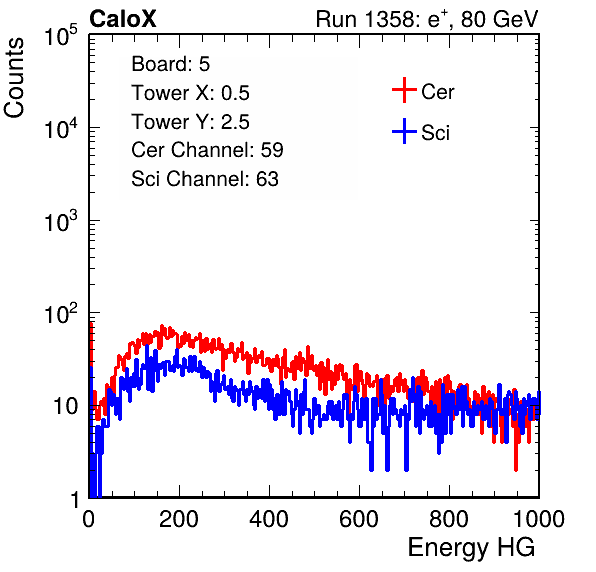 CaloX Run 1358: e⁺, 80 GeV
Counts
10⁵
10⁴
10³
10²
10
1
Board: 5
Tower X: 0.5
Tower Y: 2.5
Cer Channel: 59
Sci Channel: 63
Cer
Sci
0 200 400 600 800 1000
Energy HG